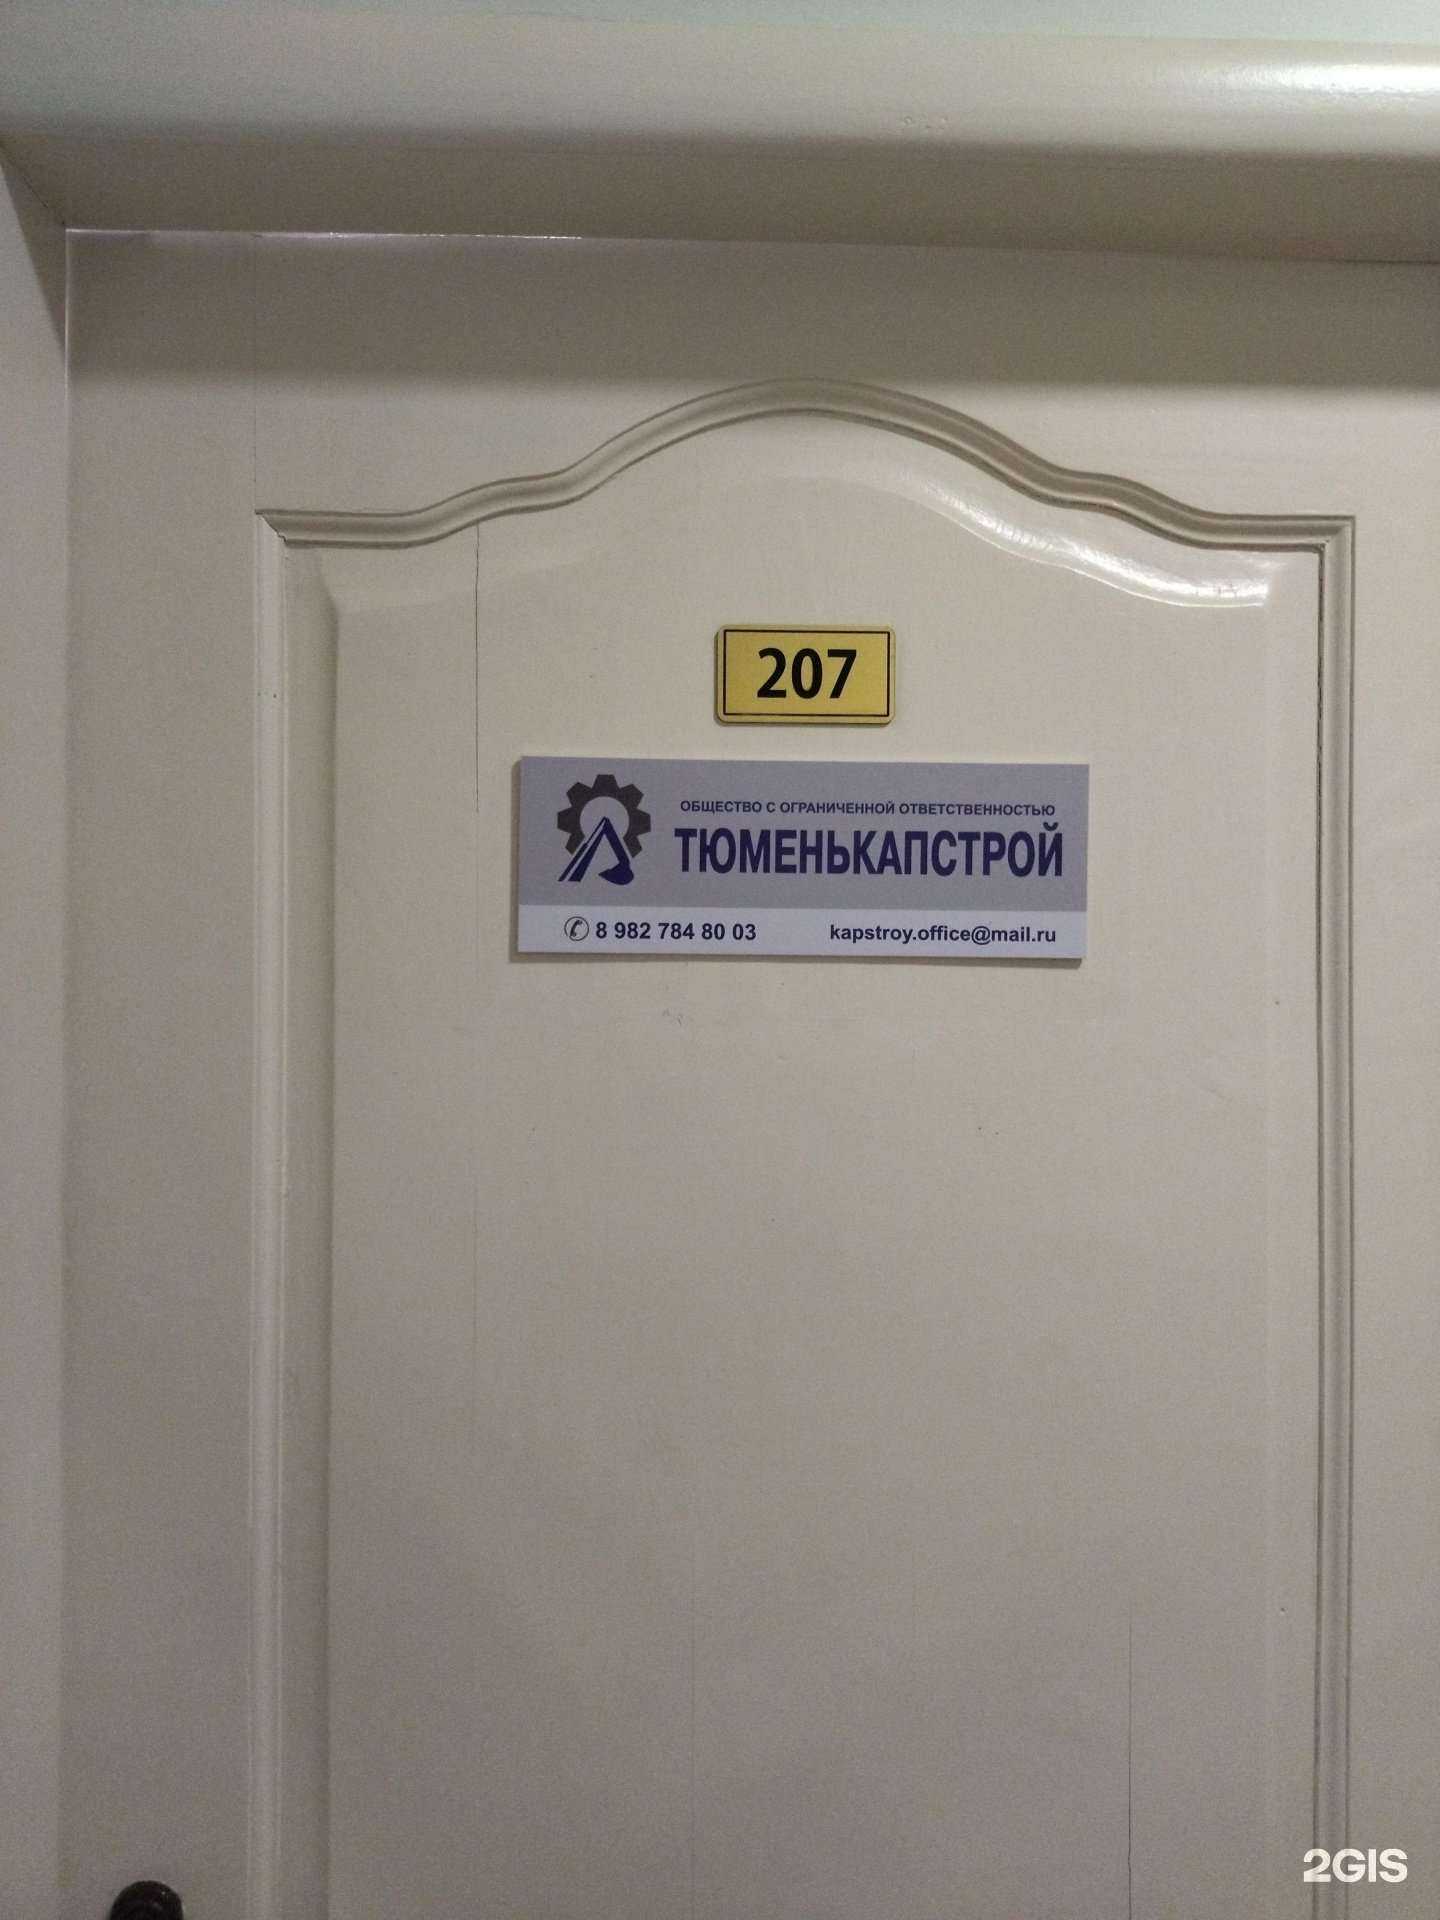 207
ОБЩЕСТВО С ОГРАНИЧЕННОЙ ОТВЕТСТВЕННОСТЬЮ
ТЮМЕНЬКАПСТРОЙ
8 982 784 80 03 kapstroy.office@mail.ru
2GIS